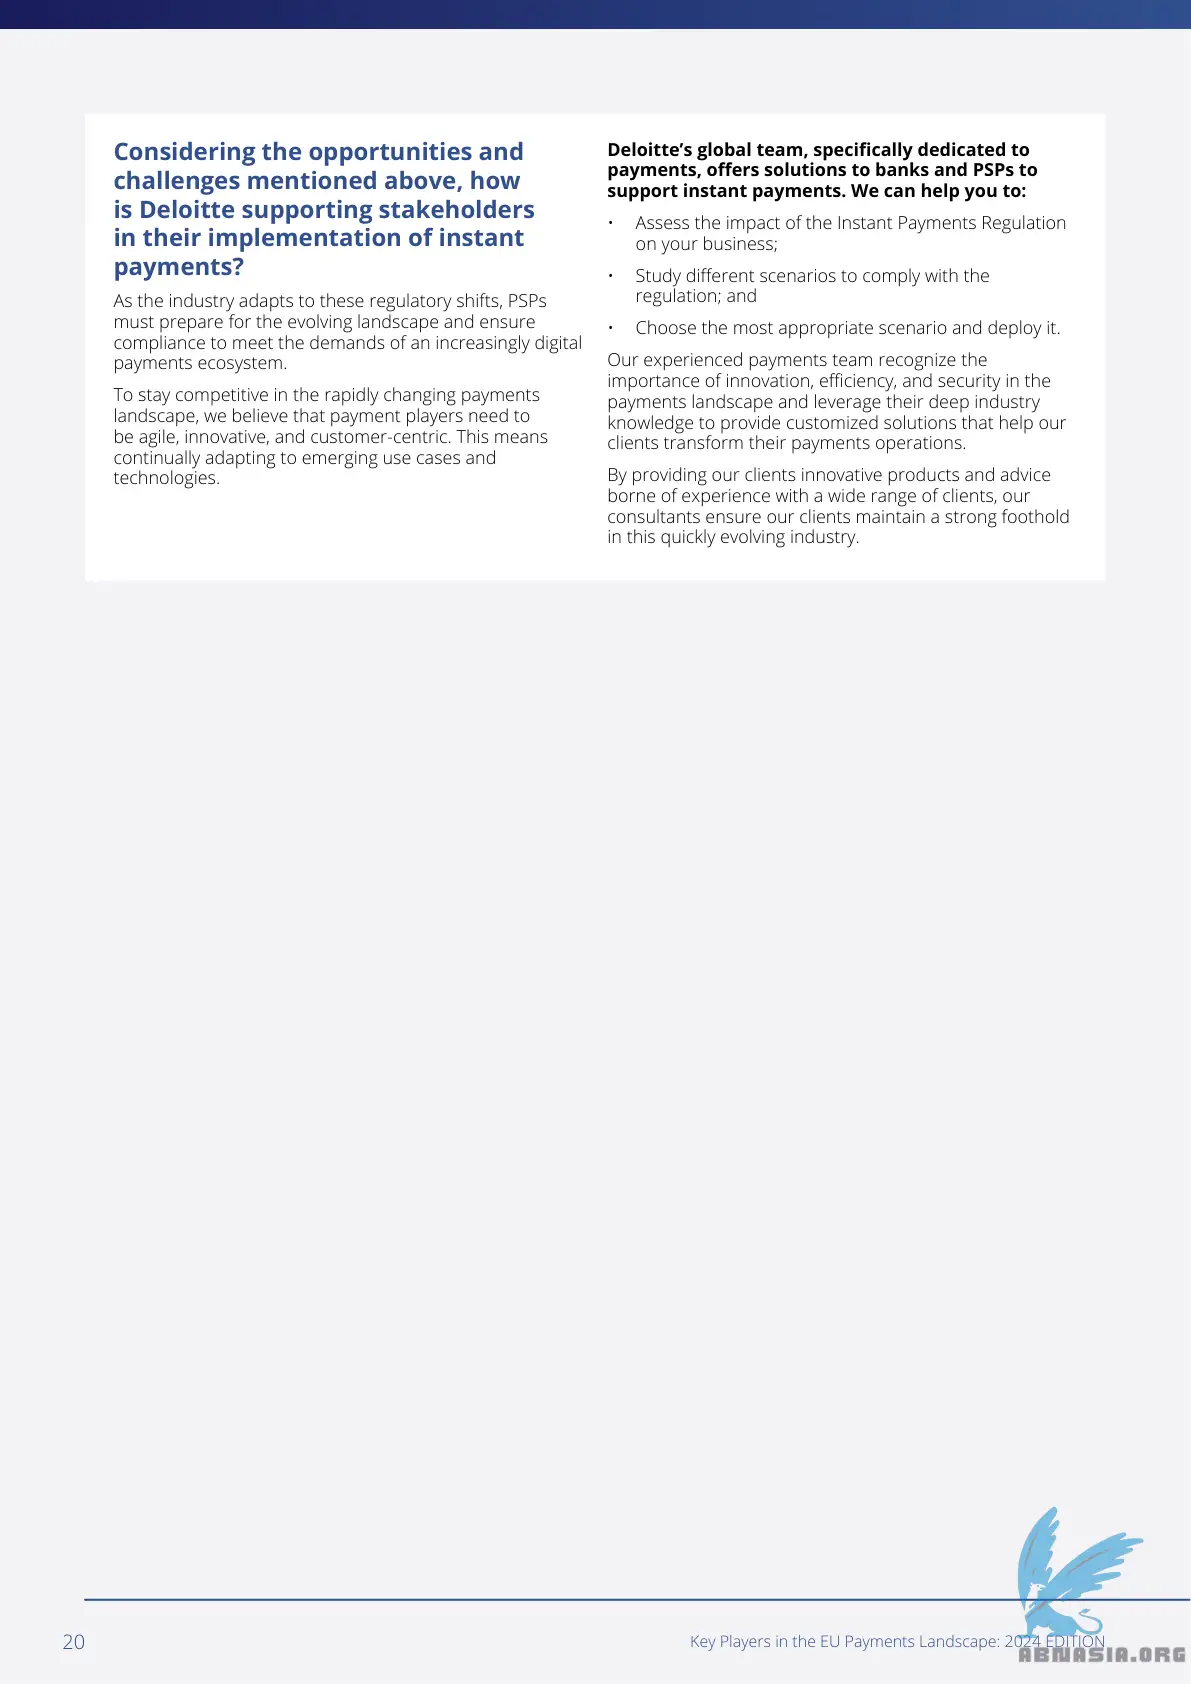 Considering the opportunities and
challenges mentioned above, how
is Deloitte supporting stakeholders
in their implementation of instant
payments?
As the industry adapts to these regulatory shifts, PSPs
must prepare for the evolving landscape and ensure
compliance to meet the demands of an increasingly digital
payments ecosystem.
To stay competitive in the rapidly changing payments
landscape, we believe that payment players need to
be agile, innovative, and customer-centric. This means
continually adapting to emerging use cases and
technologies.
Deloitte’s global team, specifically dedicated to
payments, offers solutions to banks and PSPs to
support instant payments. We can help you to:
• Assess the impact of the Instant Payments Regulation
on your business;
• Study different scenarios to comply with the
regulation; and
• Choose the most appropriate scenario and deploy it.
Our experienced payments team recognize the
importance of innovation, efficiency, and security in the
payments landscape and leverage their deep industry
knowledge to provide customized solutions that help our
clients transform their payments operations.
By providing our clients innovative products and advice
borne of experience with a wide range of clients, our
consultants ensure our clients maintain a strong foothold
in this quickly evolving industry.
20
Key Players in the EU Payments Landscape: 2024 EDITION
ABNASIA.ORG